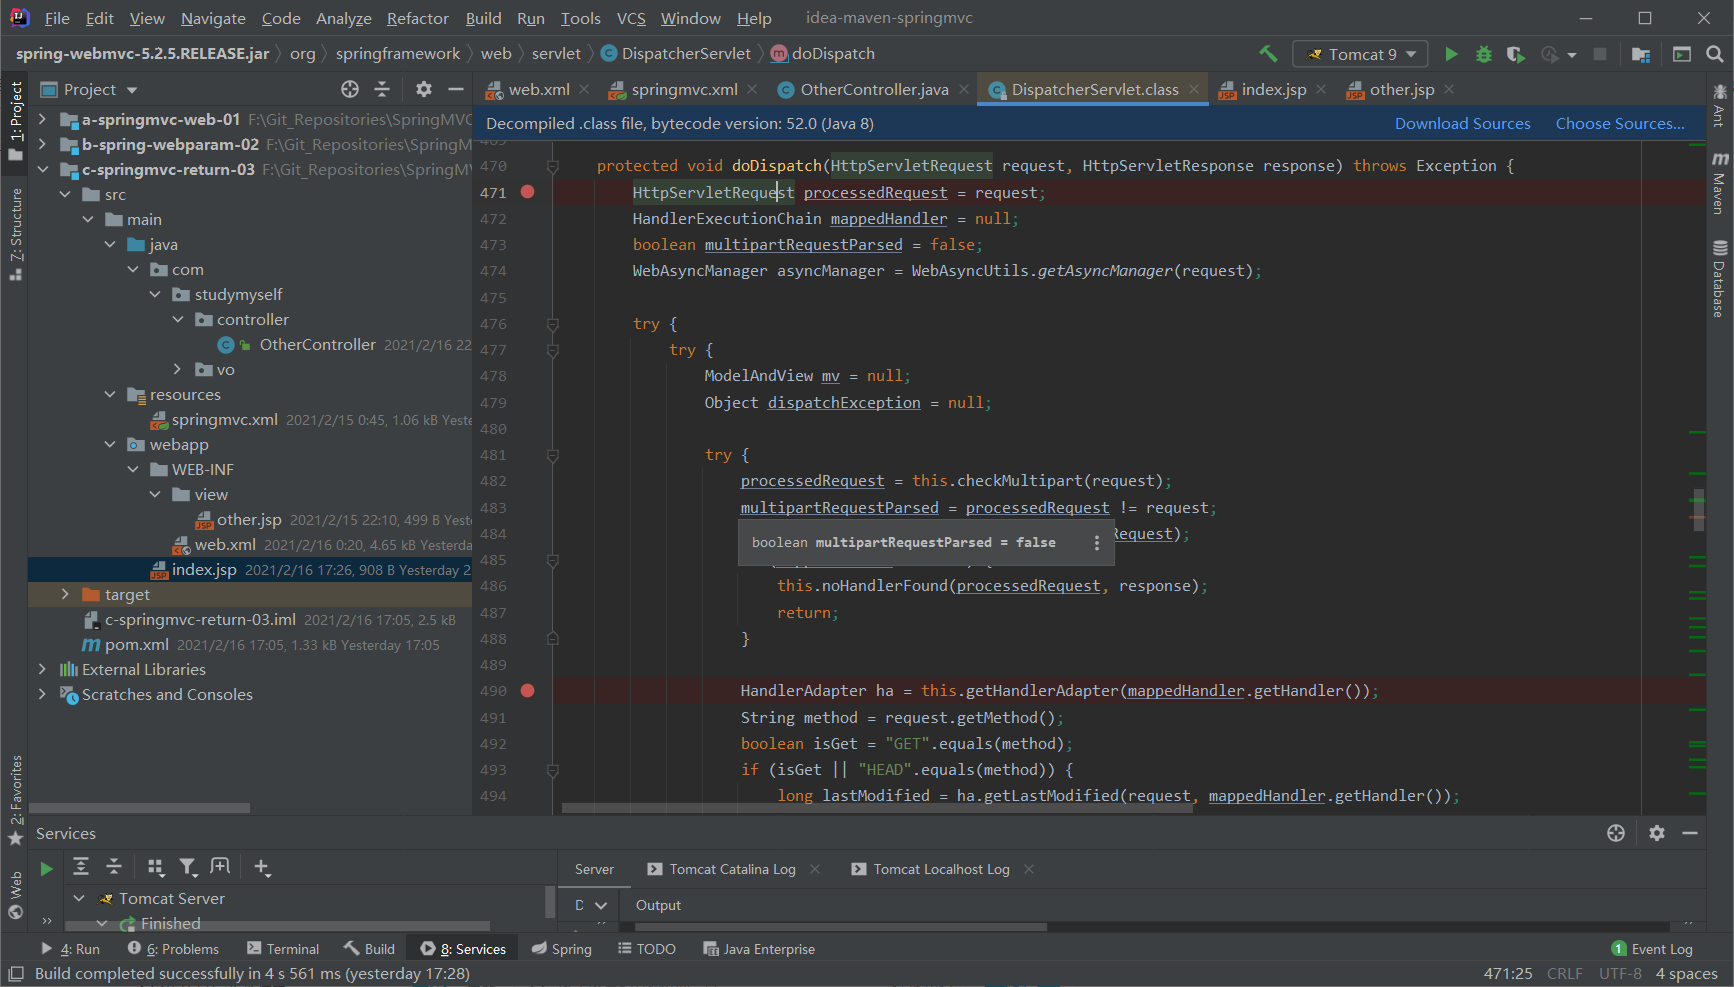 File Edit View Navigate Code Analyze Refactor Build Run Tools VCS Window Help idea-maven-springmvc
spring-webmvc-5.2.5.RELEASE.jar org springframework web servlet DispatcherServlet doDispatch Tomcat 9
1: Project
7: Structure
2: Favorites
Web
Project
a-springmvc-web-01 F:\Git_Repositories\SpringMVC
b-spring-webparam-02 F:\Git_Repositories\SpringM
c-springmvc-return-03 F:\Git_Repositories\SpringMV
src
main
java
com
studymyself
controller
OtherController 2021/2/16 22
vo
resources
springmvc.xml 2021/2/15 0:45, 1.06 kB Yeste
webapp
WEB-INF
view
other.jsp 2021/2/15 22:10, 499 B Yest
web.xml 2021/2/16 0:20, 4.65 kB Yesterda
index.jsp 2021/2/16 17:26, 908 B Yesterday 2
target
c-springmvc-return-03.iml 2021/2/16 17:05, 2.5 kB
pom.xml 2021/2/16 17:05, 1.33 kB Yesterday 17:05
External Libraries
Scratches and Consoles
web.xml springmvc.xml OtherController.java DispatcherServlet.class index.jsp other.jsp
Decompiled .class file, bytecode version: 52.0 (Java 8) Download Sources Choose Sources...
470 protected void doDispatch(HttpServletRequest request, HttpServletResponse response) throws Exception {
471 HttpServletRequest processedRequest = request;
472 HandlerExecutionChain mappedHandler = null;
473 boolean multipartRequestParsed = false;
474 WebAsyncManager asyncManager = WebAsyncUtils.getAsyncManager(request);
475
476 try {
477 try {
478 ModelAndView mv = null;
479 Object dispatchException = null;
480
481 try {
482 processedRequest = this.checkMultipart(request);
483 multipartRequestParsed = processedRequest != request;
484 Request);
boolean multipartRequestParsed = false
485
486 this.noHandlerFound(processedRequest, response);
487 return;
488 }
489
490 HandlerAdapter ha = this.getHandlerAdapter(mappedHandler.getHandler());
491 String method = request.getMethod();
492 boolean isGet = "GET".equals(method);
493 if (isGet || "HEAD".equals(method)) {
494 long lastModified = ha.getLastModified(request, mappedHandler.getHandler());
Ant
Maven
Database
Services
Server Tomcat Catalina Log Tomcat Localhost Log
Tomcat Server
Finished
D Output
4: Run 6: Problems Terminal Build 8: Services Spring TODO Java Enterprise 1 Event Log
Build completed successfully in 4 s 561 ms (yesterday 17:28) 471:25 CRLF UTF-8 4 spaces